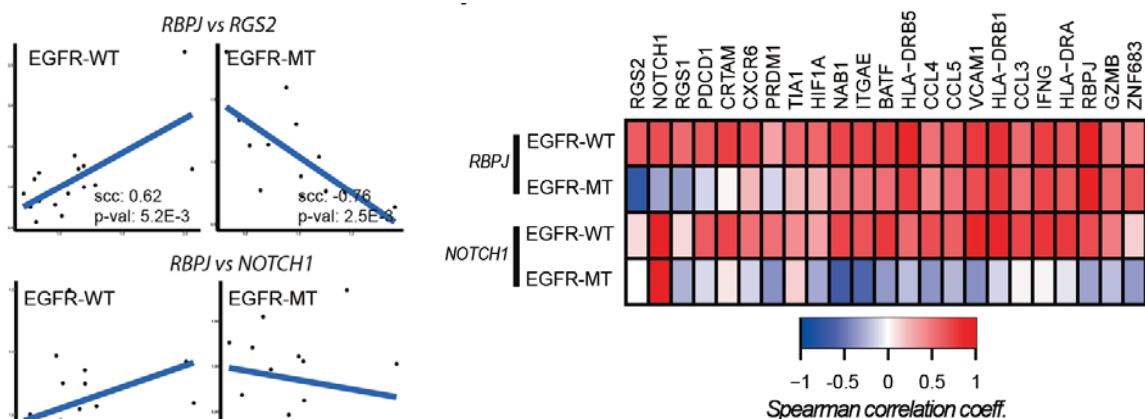 RBPJ vs RGS2
EGFR-WT
EGFR-MT
scc: 0.62
p-val: 5.2E-3
scc: -0.76
p-val: 2.5E-3
RBPJ vs NOTCH1
EGFR-WT
EGFR-MT
RGS2
NOTCH1
RGS1
PDCD1
CRTAM
CXCR6
PRDM1
TIA1
HIF1A
NAB1
ITGAE
BATF
HLA-DRB5
CCL4
CCL5
VCAM1
HLA-DRB1
CCL3
IFNG
HLA-DRA
RBPJ
GZMB
ZNF683
RBPJ
EGFR-WT
EGFR-MT
NOTCH1
EGFR-WT
EGFR-MT
−1 -0.5 0 0.5 1
Spearman correlation coeff.